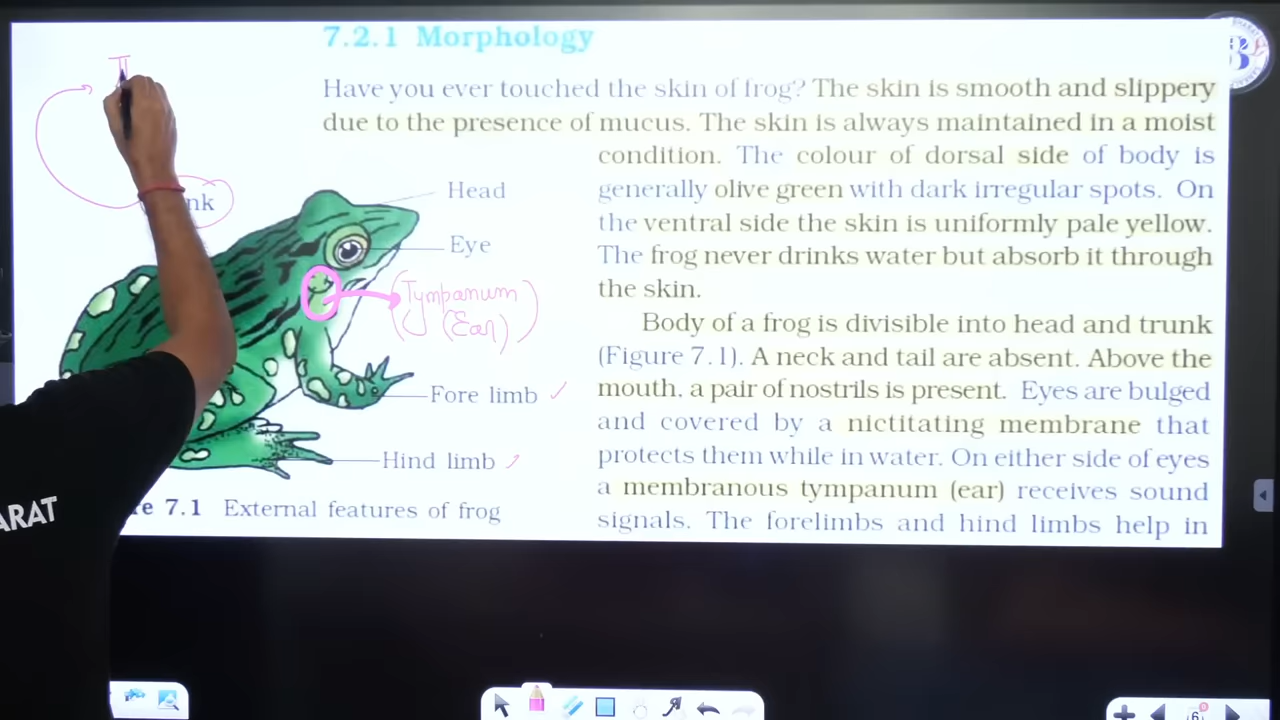 7.2.1 Morphology
Have you ever touched the skin of frog? The skin is smooth and slippery
due to the presence of mucus. The skin is always maintained in a moist
condition. The colour of dorsal side of body is
generally olive green with dark irregular spots. On
the ventral side the skin is uniformly pale yellow.
The frog never drinks water but absorb it through
the skin.
Body of a frog is divisible into head and trunk
(Figure 7.1). A neck and tail are absent. Above the
mouth, a pair of nostrils is present. Eyes are bulged
and covered by a nictitating membrane that
protects them while in water. On either side of eyes
a membranous tympanum (ear) receives sound
signals. The forelimbs and hind limbs help in
nk
Head
Eye
(Tympanum
(Ear))
Fore limb
Hind limb
re 7.1 External features of frog
ARAT
6